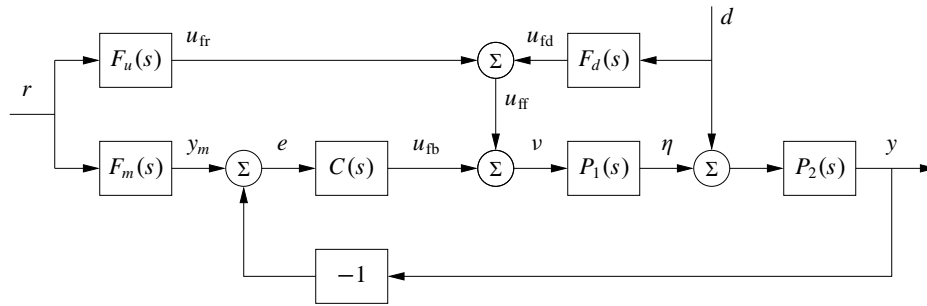 d
u_fr
u_fd
F_u(s)
Σ
F_d(s)
r
u_ff
y_m
e
u_fb
ν
η
y
F_m(s)
Σ
C(s)
Σ
P_1(s)
Σ
P_2(s)
−1